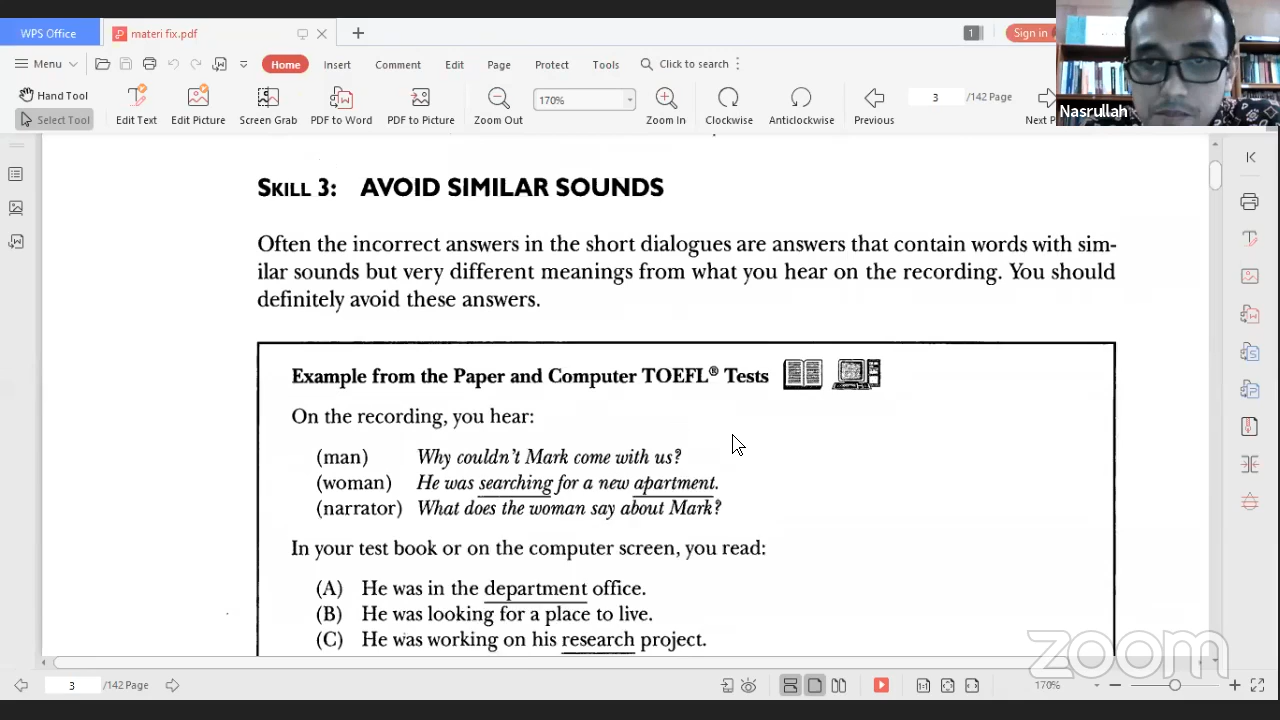 WPS Office
materi fix.pdf
1
Sign in
Menu
Home
Insert
Comment
Edit
Page
Protect
Tools
Click to search
Hand Tool
Select Tool
Edit Text
Edit Picture
Screen Grab
PDF to Word
PDF to Picture
Zoom Out
170%
Zoom In
Clockwise
Anticlockwise
Previous
3
/142 Page
Next P
Nasrullah
SKILL 3: AVOID SIMILAR SOUNDS
Often the incorrect answers in the short dialogues are answers that contain words with sim-
ilar sounds but very different meanings from what you hear on the recording. You should
definitely avoid these answers.
Example from the Paper and Computer TOEFL® Tests
On the recording, you hear:
(man) Why couldn't Mark come with us?
(woman) He was searching for a new apartment.
(narrator) What does the woman say about Mark?
In your test book or on the computer screen, you read:
(A) He was in the department office.
(B) He was looking for a place to live.
(C) He was working on his research project.
zoom
3
/142 Page
1:1
170%